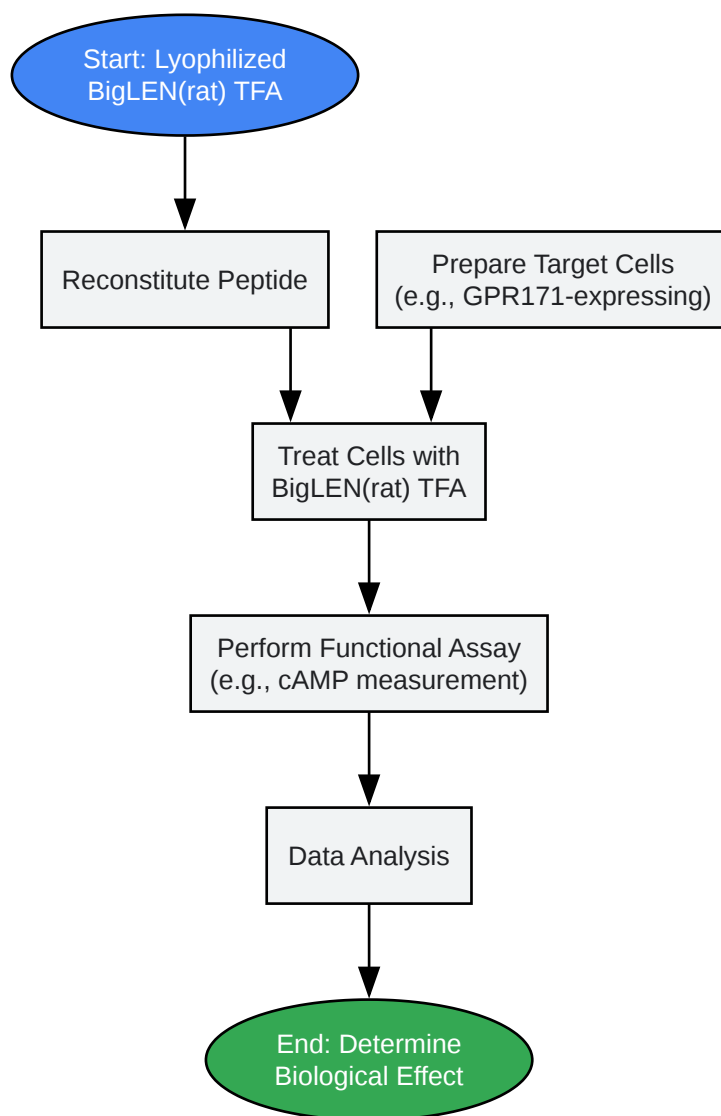 Start: Lyophilized
BigLEN(rat) TFA
Reconstitute Peptide
Prepare Target Cells
(e.g., GPR171-expressing)
Treat Cells with
BigLEN(rat) TFA
Perform Functional Assay
(e.g., cAMP measurement)
Data Analysis
End: Determine
Biological Effect